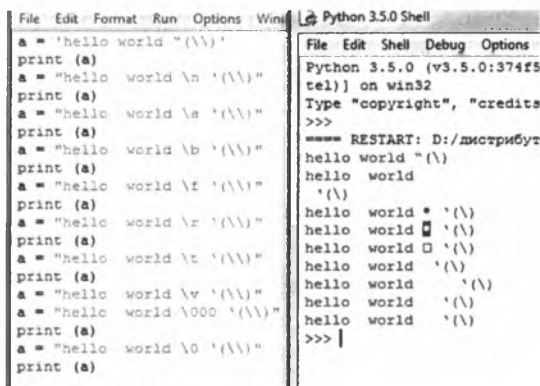 File Edit Format Run Options Wind
a = 'hello world "(\\)'
print (a)
a = "hello  world \n '(\\)"
print (a)
a = "hello  world \a '(\\)"
print (a)
a = "hello  world \b '(\\)"
print (a)
a = "hello  world \f '(\\)"
print (a)
a = "hello  world \r '(\\)"
print (a)
a = "hello  world \t '(\\)"
print (a)
a = "hello  world \v '(\\)"
a = "hello  world \000 '(\\)"
print (a)
a = "hello  world \0 '(\\)"
print (a)
Python 3.5.0 Shell
File Edit Shell Debug Options
Python 3.5.0 (v3.5.0:374f5
tel)] on win32
Type "copyright", "credits
>>>
==== RESTART: D:/дистрибут
hello world "(\)
hello  world
 '(\)
hello  world • '(\)
hello  world ◘ '(\)
hello  world □ '(\)
hello  world  '(\)
hello  world     '(\)
hello  world   '(\)
hello  world   '(\)
>>>